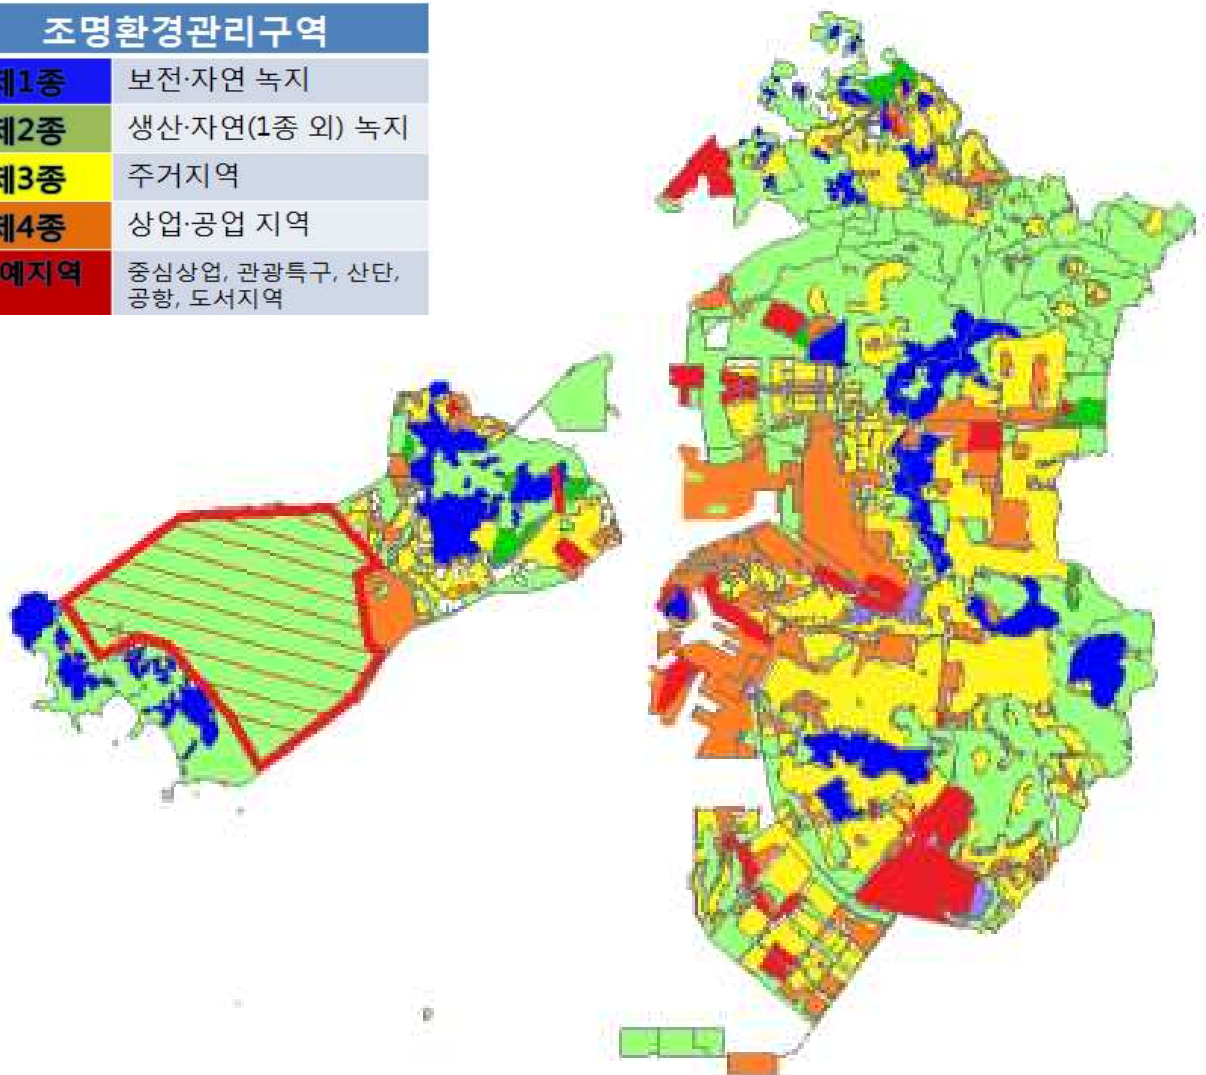 조명환경관리구역
제1종 보전·자연 녹지
제2종 생산·자연(1종 외) 녹지
제3종 주거지역
제4종 상업·공업 지역
예지역 중심상업, 관광특구, 산단,
공항, 도서지역